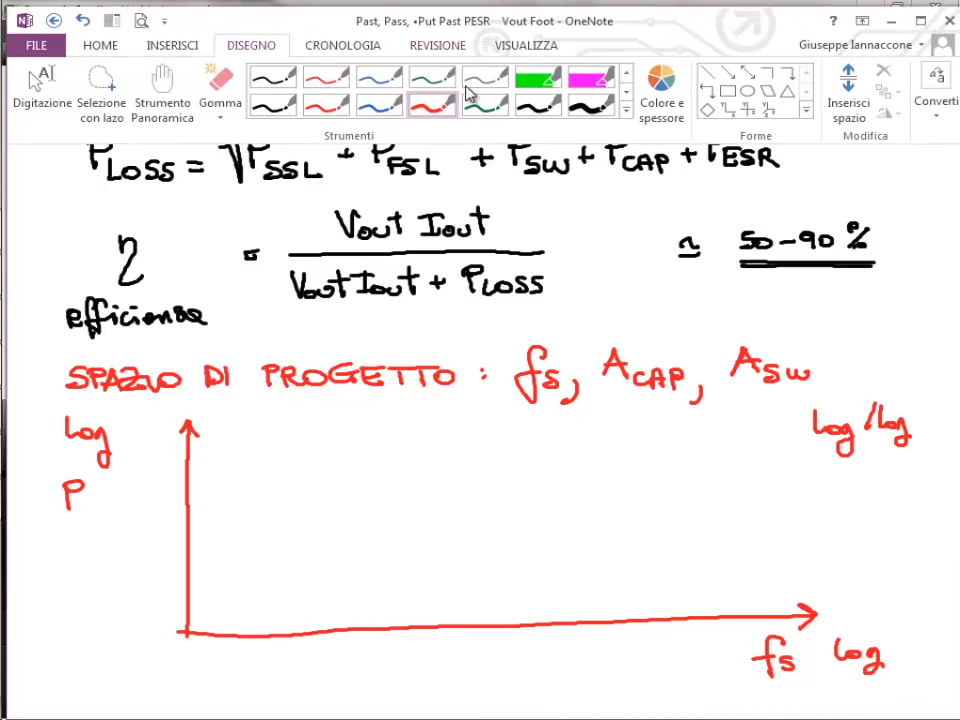 Past, Pass, •Put Past PESR Vout Foot - OneNote
?
Giuseppe Iannaccone
FILE HOME INSERISCI DISEGNO CRONOLOGIA REVISIONE VISUALIZZA
Digitazione Selezione con lazo Strumento Panoramica Gomma Colore e spessore Inserisci spazio Converti
Strumenti Forme Modifica
PLOSS = √PSSL + PFSL + PSW + PCAP + PESR
η = Vout Iout / Vout Iout + PLOSS ≃ 50-90%
efficienza
SPAZIO DI PROGETTO: fs, ACAP, ASW
log log/log
P
fs log